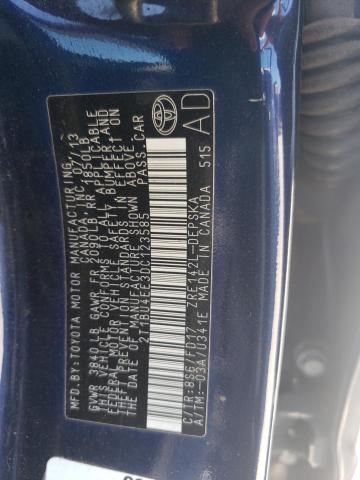 MFD.BY:TOYOTA MOTOR MANUFACTURING,
CANADA,INC. 07/13
GVWR 3840 LB GAWR FR 2090LB RR 1850LB
THIS VEHICLE CONFORMS TO ALL APPLICABLE
FEDERAL MOTOR VEHICLE SAFETY, BUMPER AND
THEFT PREVENTION STANDARDS IN EFFECT ON
THE DATE OF MANUFACTURE SHOWN ABOVE.
2T1BU4EE3DC123585 PASS.CAR
C/TR:8S6/FD17 ZRE142L-DEPSKA
A/TM:-03A/U341E MADE IN CANADA 515
AD